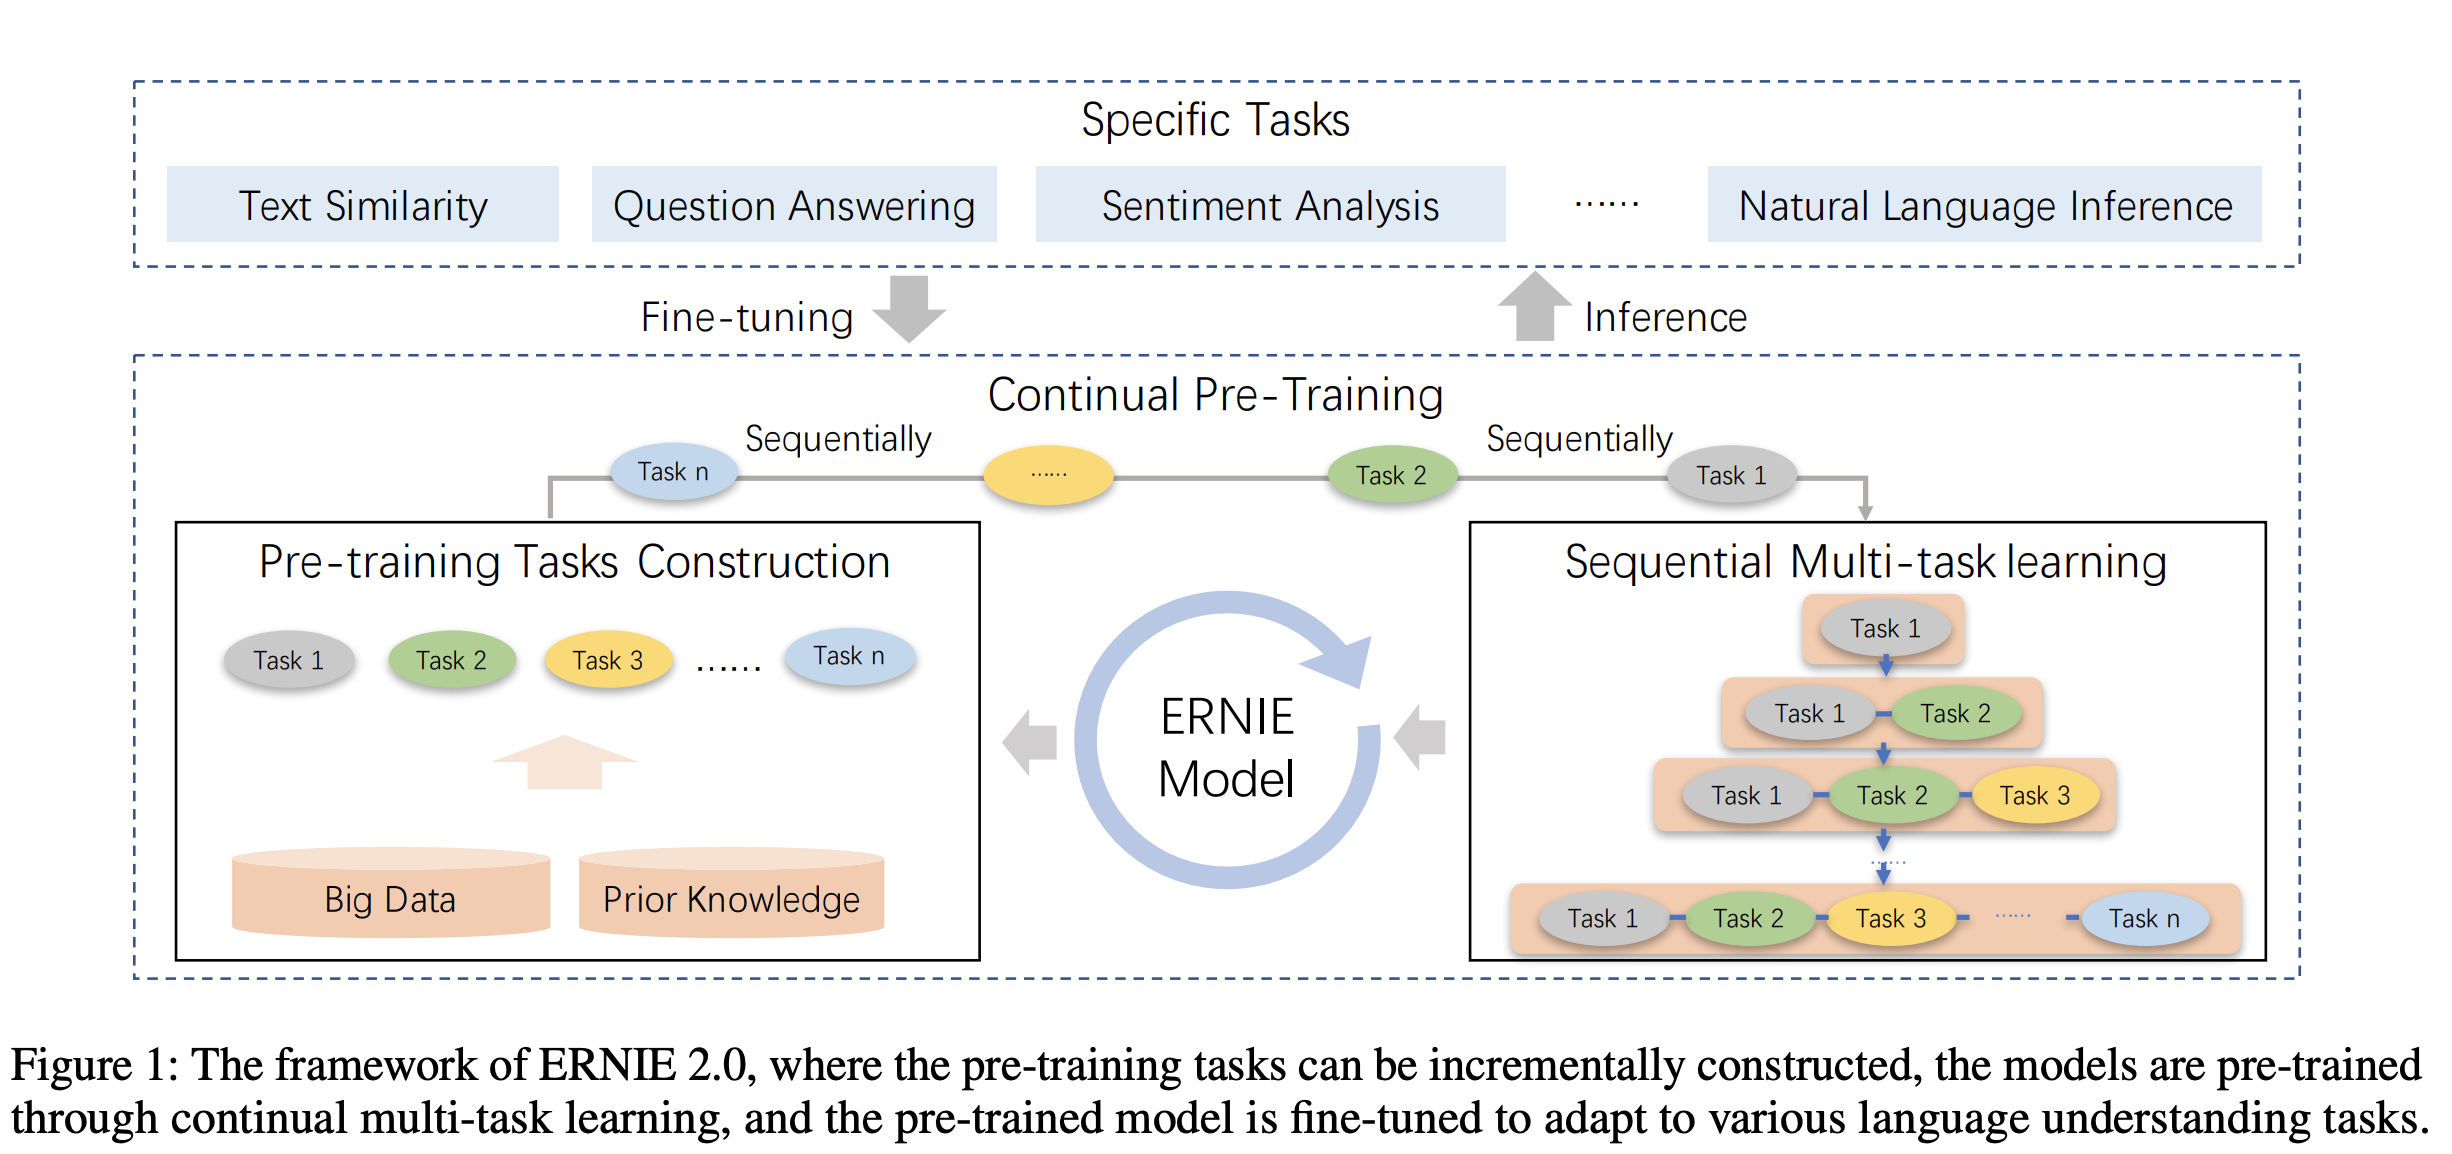 Specific Tasks
Text Similarity
Question Answering
Sentiment Analysis
······
Natural Language Inference
Fine-tuning
Inference
Continual Pre-Training
Task n
Sequentially
······
Task 2
Sequentially
Task 1
Pre-training Tasks Construction
Task 1
Task 2
Task 3
······
Task n
Big Data
Prior Knowledge
ERNIE
Model
Sequential Multi-task learning
Task 1
Task 1
Task 2
Task 1
Task 2
Task 3
······
Task 1
Task 2
Task 3
······
Task n
Figure 1: The framework of ERNIE 2.0, where the pre-training tasks can be incrementally constructed, the models are pre-trained
through continual multi-task learning, and the pre-trained model is fine-tuned to adapt to various language understanding tasks.